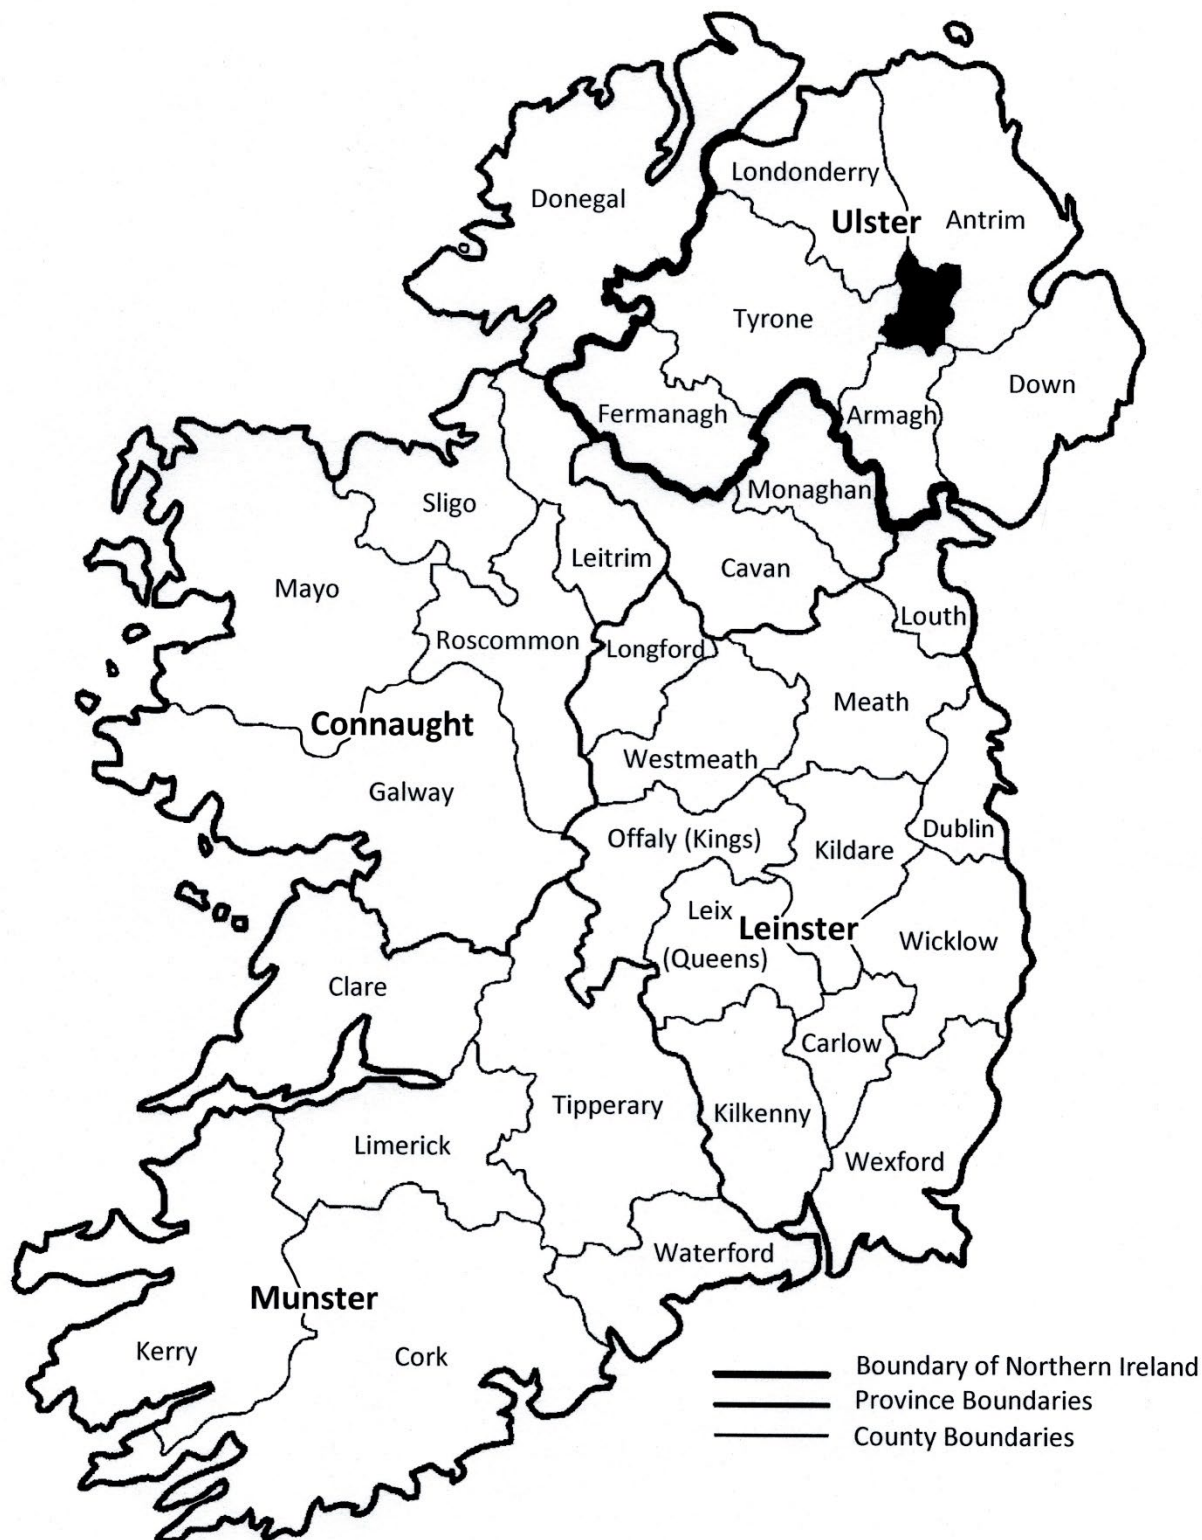 Londonderry
Donegal
Ulster
Antrim
Tyrone
Down
Fermanagh
Armagh
Monaghan
Sligo
Leitrim
Cavan
Mayo
Louth
Roscommon
Longford
Meath
Connaught
Westmeath
Galway
Offaly (Kings)
Kildare
Dublin
Leix
(Queens)
Leinster
Wicklow
Clare
Carlow
Tipperary
Kilkenny
Limerick
Wexford
Waterford
Munster
Kerry
Cork
Boundary of Northern Ireland
Province Boundaries
County Boundaries